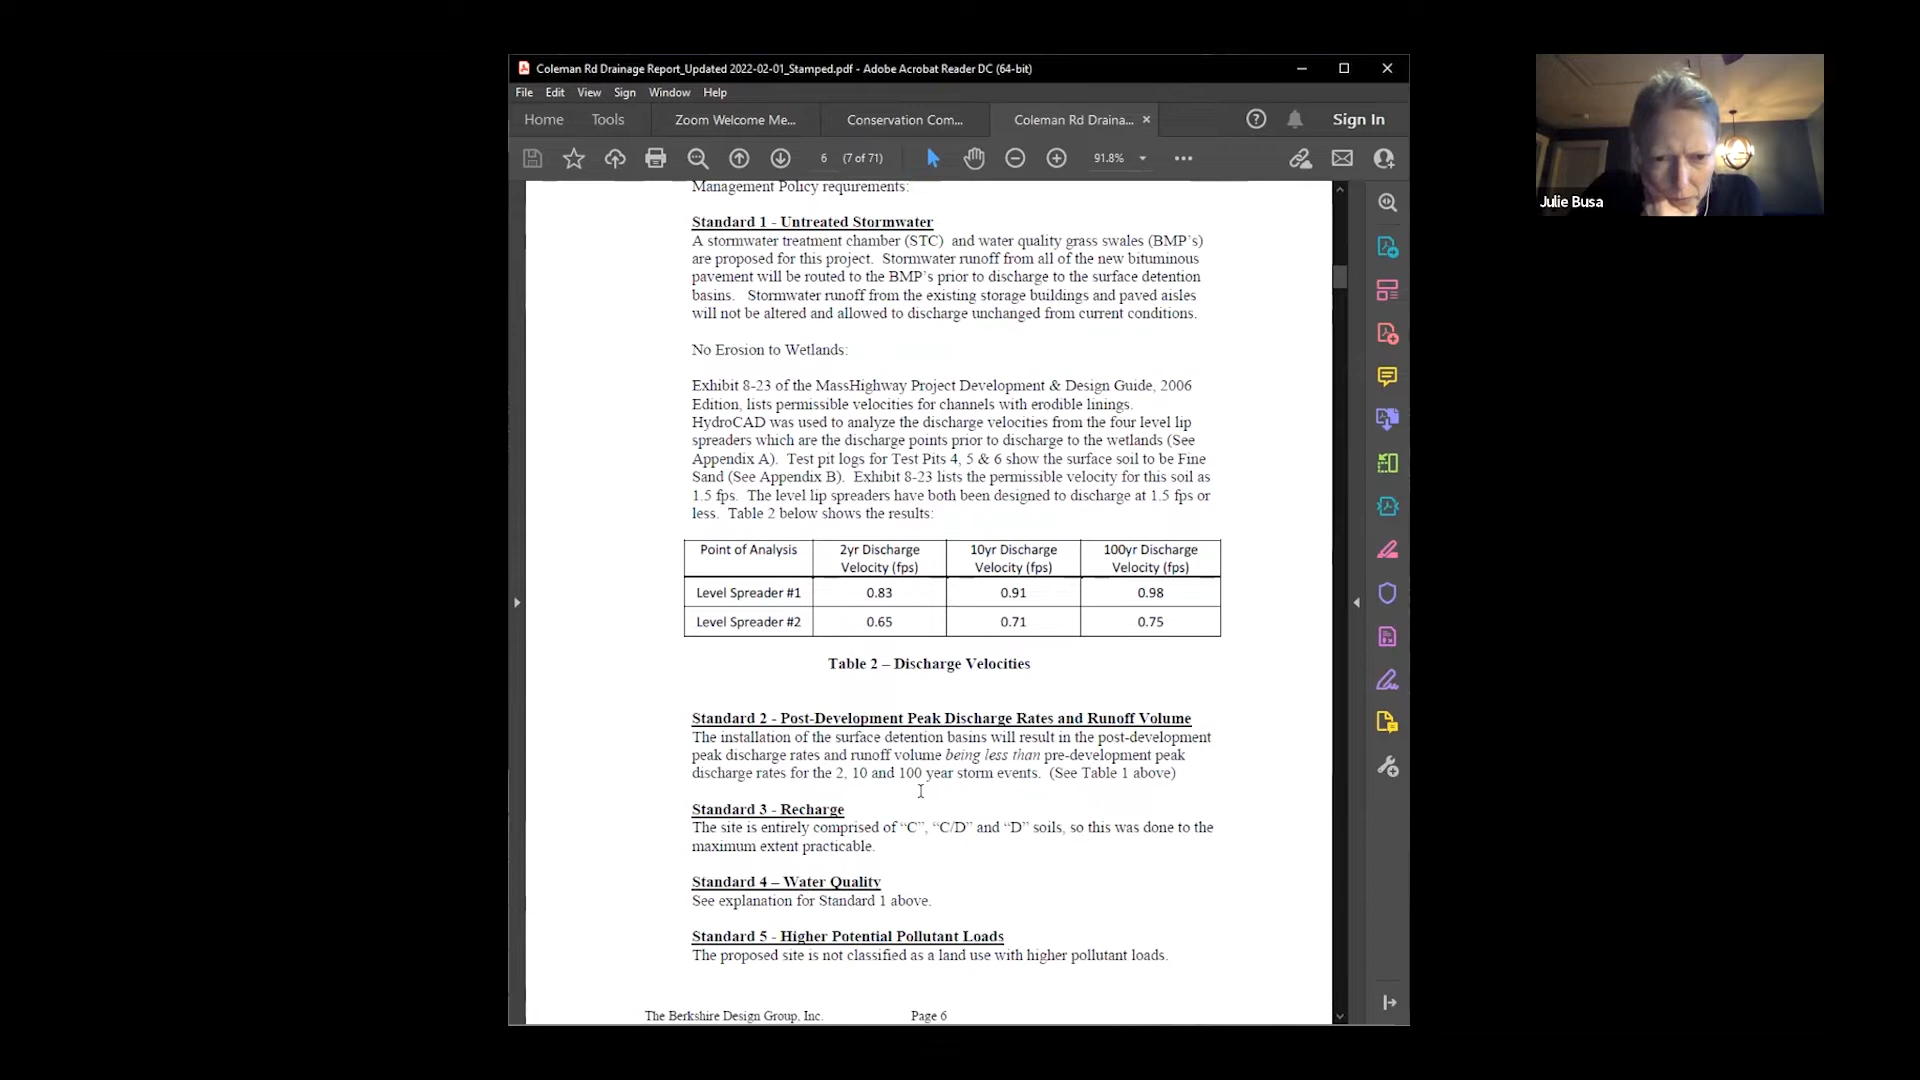 Coleman Rd Drainage Report_Updated 2022-02-01_Stamped.pdf - Adobe Acrobat Reader DC (64-bit)
File Edit View Sign Window Help
Home Tools Zoom Welcome Me... Conservation Com... Coleman Rd Draina... × Sign In
6 (7 of 71) 91.8%
Management Policy requirements:
Standard 1 - Untreated Stormwater
A stormwater treatment chamber (STC) and water quality grass swales (BMP's)
are proposed for this project. Stormwater runoff from all of the new bituminous
pavement will be routed to the BMP's prior to discharge to the surface detention
basins. Stormwater runoff from the existing storage buildings and paved aisles
will not be altered and allowed to discharge unchanged from current conditions.
No Erosion to Wetlands:
Exhibit 8-23 of the MassHighway Project Development & Design Guide, 2006
Edition, lists permissible velocities for channels with erodible linings.
HydroCAD was used to analyze the discharge velocities from the four level lip
spreaders which are the discharge points prior to discharge to the wetlands (See
Appendix A). Test pit logs for Test Pits 4, 5 & 6 show the surface soil to be Fine
Sand (See Appendix B). Exhibit 8-23 lists the permissible velocity for this soil as
1.5 fps. The level lip spreaders have both been designed to discharge at 1.5 fps or
less. Table 2 below shows the results:
Point of Analysis 2yr Discharge Velocity (fps) 10yr Discharge Velocity (fps) 100yr Discharge Velocity (fps)
Level Spreader #1 0.83 0.91 0.98
Level Spreader #2 0.65 0.71 0.75
Table 2 – Discharge Velocities
Standard 2 - Post-Development Peak Discharge Rates and Runoff Volume
The installation of the surface detention basins will result in the post-development
peak discharge rates and runoff volume being less than pre-development peak
discharge rates for the 2, 10 and 100 year storm events. (See Table 1 above)
Standard 3 - Recharge
The site is entirely comprised of “C”, “C/D” and “D” soils, so this was done to the
maximum extent practicable.
Standard 4 – Water Quality
See explanation for Standard 1 above.
Standard 5 - Higher Potential Pollutant Loads
The proposed site is not classified as a land use with higher pollutant loads.
The Berkshire Design Group, Inc. Page 6
Julie Busa